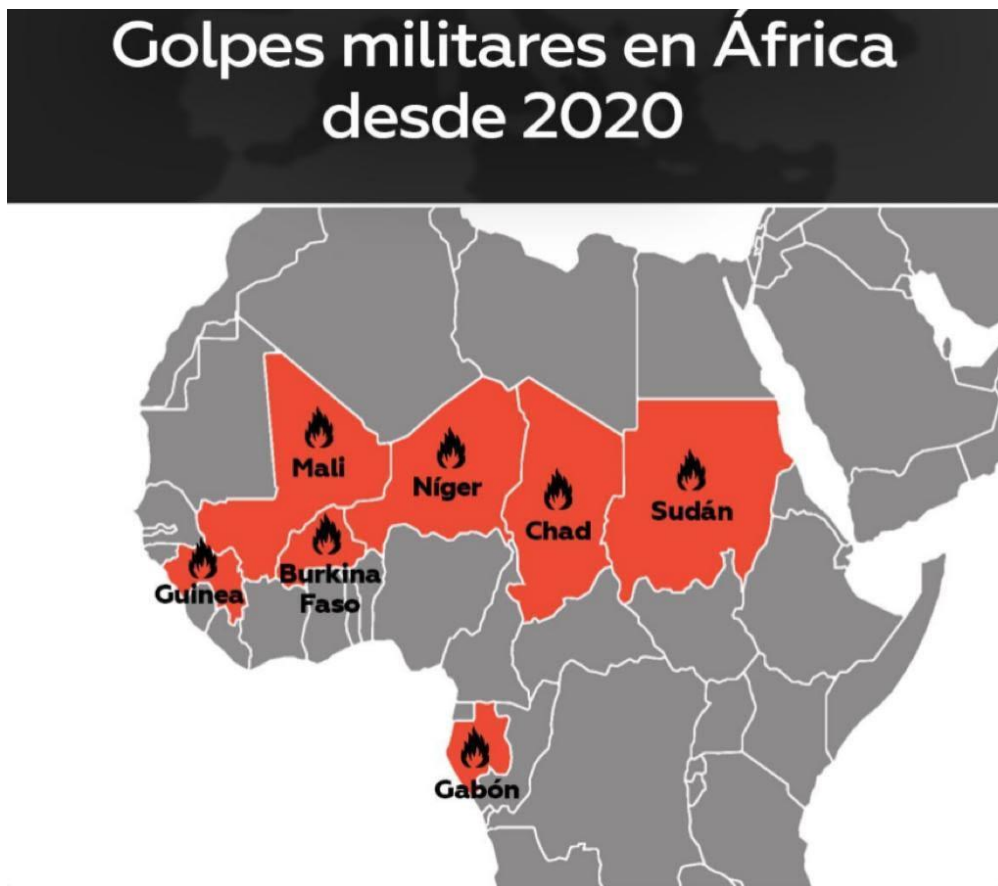 Golpes militares en África
desde 2020
Mali
Níger
Chad
Sudán
Burkina
Faso
Guinea
Gabón